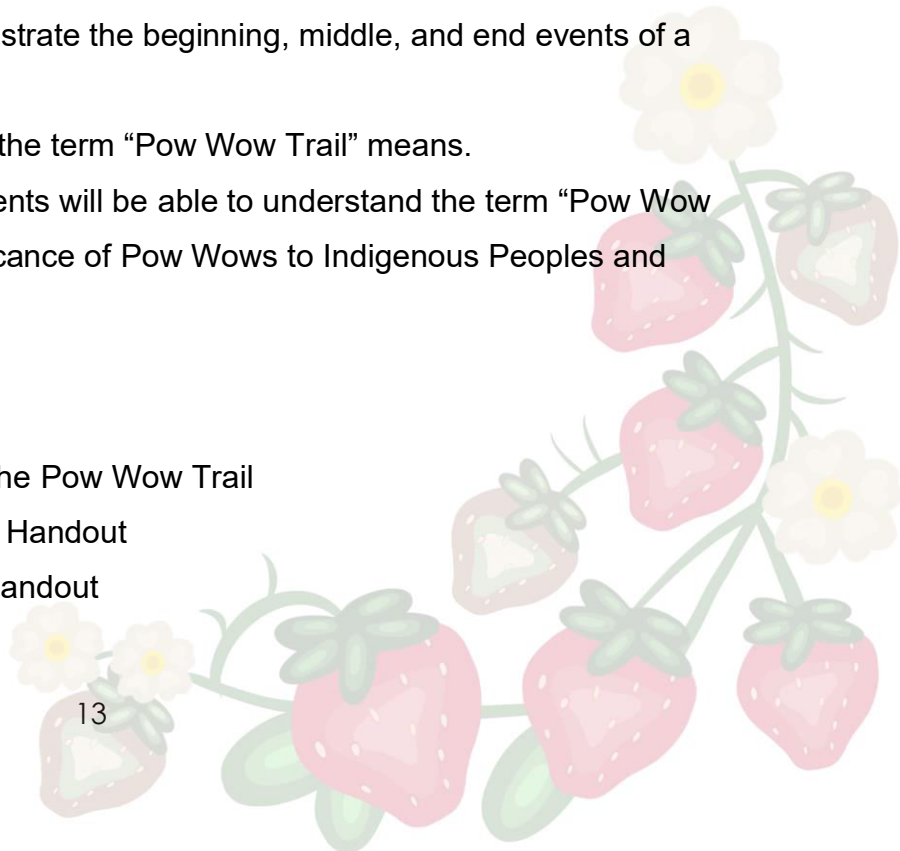 strate the beginning, middle, and end events of a
the term “Pow Wow Trail” means.
ents will be able to understand the term “Pow Wow
cance of Pow Wows to Indigenous Peoples and
he Pow Wow Trail
Handout
andout
13